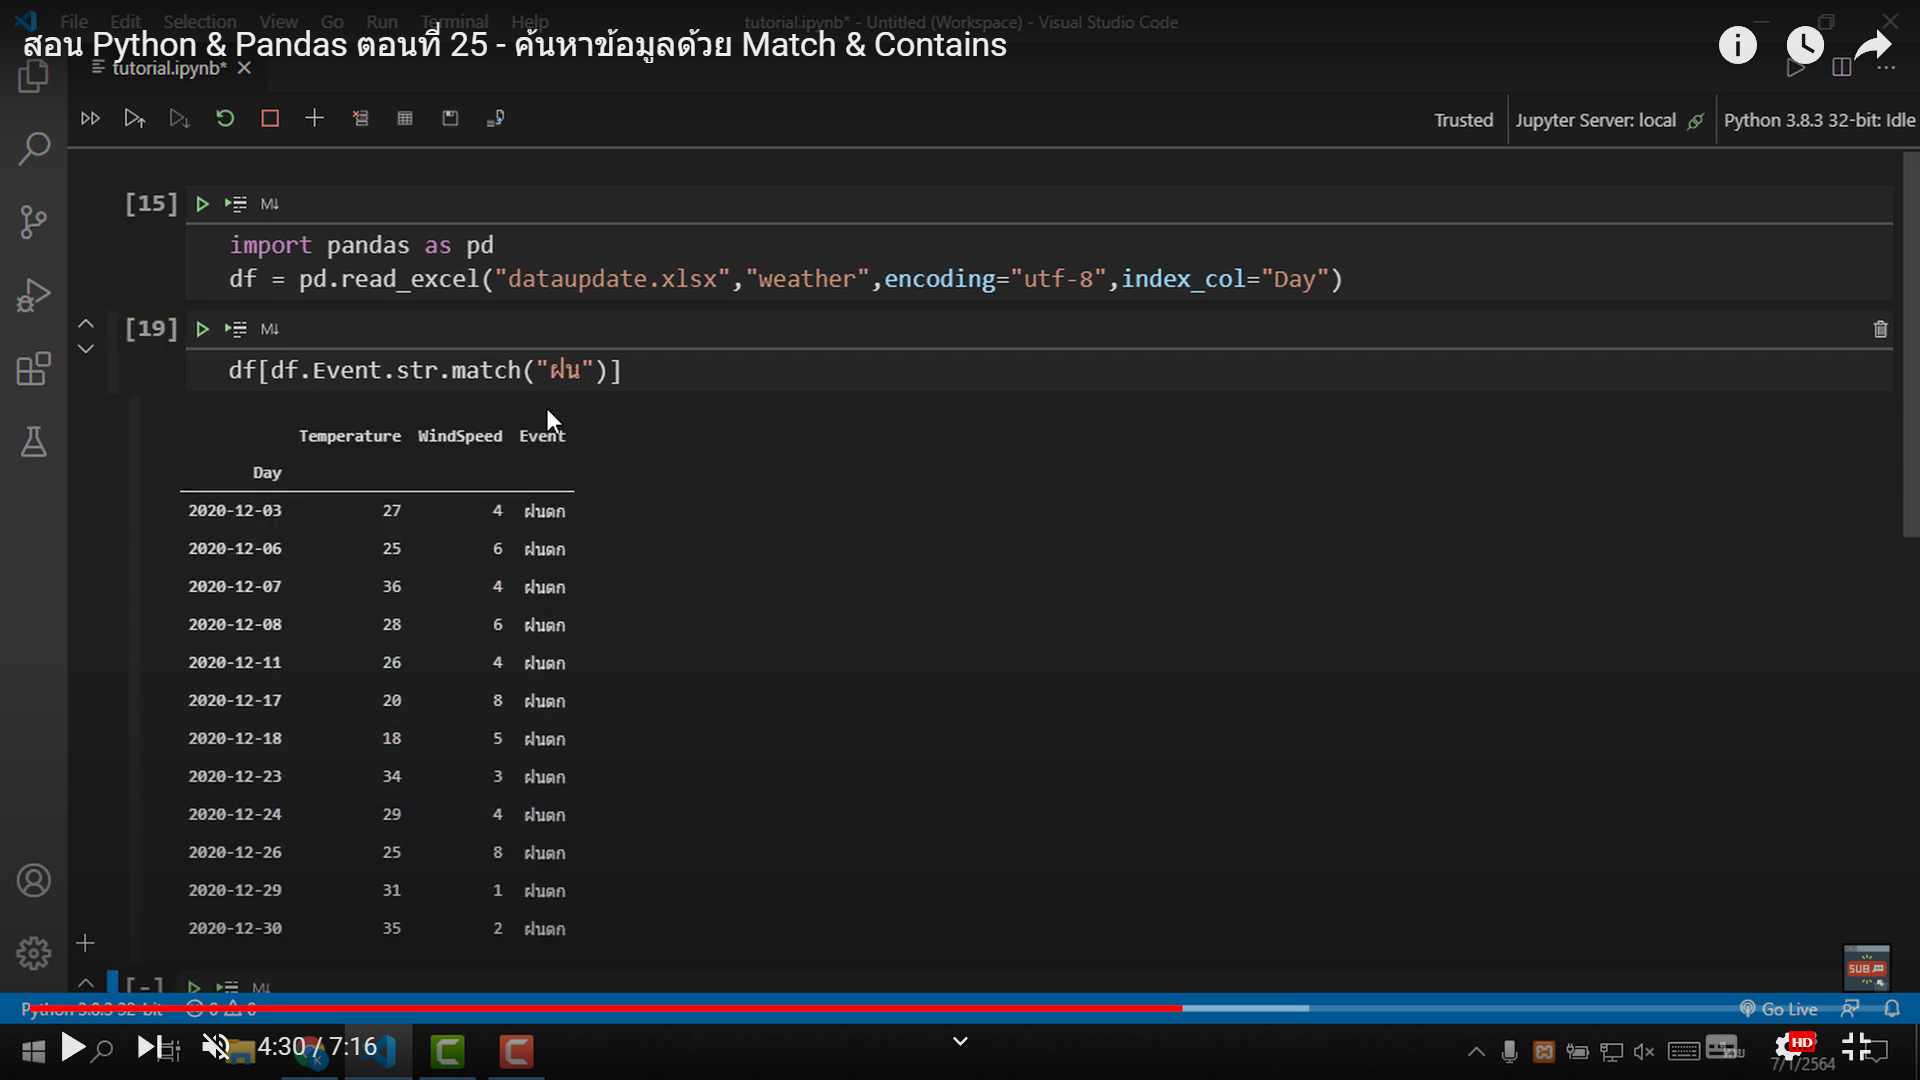 File Edit Selection View Go Run Terminal Help
tutorial.ipynb* - Untitled (Workspace) - Visual Studio Code
สอน Python & Pandas ตอนที่ 25 - ค้นหาข้อมูลด้วย Match & Contains
tutorial.ipynb*
Trusted Jupyter Server: local Python 3.8.3 32-bit: Idle
[15] M↓
import pandas as pd
df = pd.read_excel("dataupdate.xlsx","weather",encoding="utf-8",index_col="Day")
[19] M↓
df[df.Event.str.match("ฝน")]
Temperature WindSpeed Event
Day
2020-12-03 27 4 ฝนตก
2020-12-06 25 6 ฝนตก
2020-12-07 36 4 ฝนตก
2020-12-08 28 6 ฝนตก
2020-12-11 26 4 ฝนตก
2020-12-17 20 8 ฝนตก
2020-12-18 18 5 ฝนตก
2020-12-23 34 3 ฝนตก
2020-12-24 29 4 ฝนตก
2020-12-26 25 8 ฝนตก
2020-12-29 31 1 ฝนตก
2020-12-30 35 2 ฝนตก
[-] M↓
SUB
Python 3.8.3 32-bit 0 0
Go Live
4:30 / 7:16
HD
7/1/2564